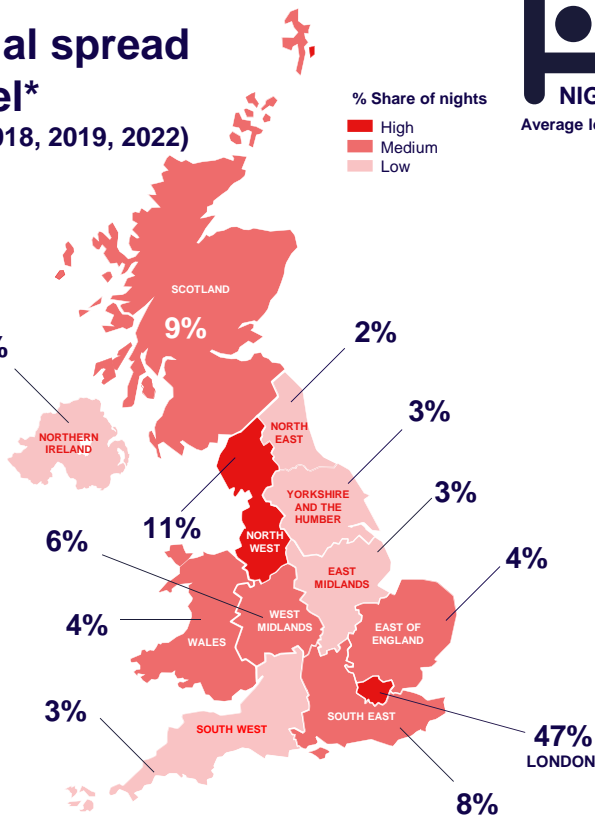 al spread
el*
018, 2019, 2022)
% Share of nights
High
Medium
Low
NIG
Average le
SCOTLAND
9%
2%
%
3%
NORTHERN
IRELAND
NORTH
EAST
YORKSHIRE
AND THE
HUMBER
3%
11%
NORTH
WEST
6%
EAST
MIDLANDS
4%
WEST
MIDLANDS
EAST OF
ENGLAND
4%
WALES
3%
SOUTH WEST
SOUTH EAST
47%
LONDON
8%